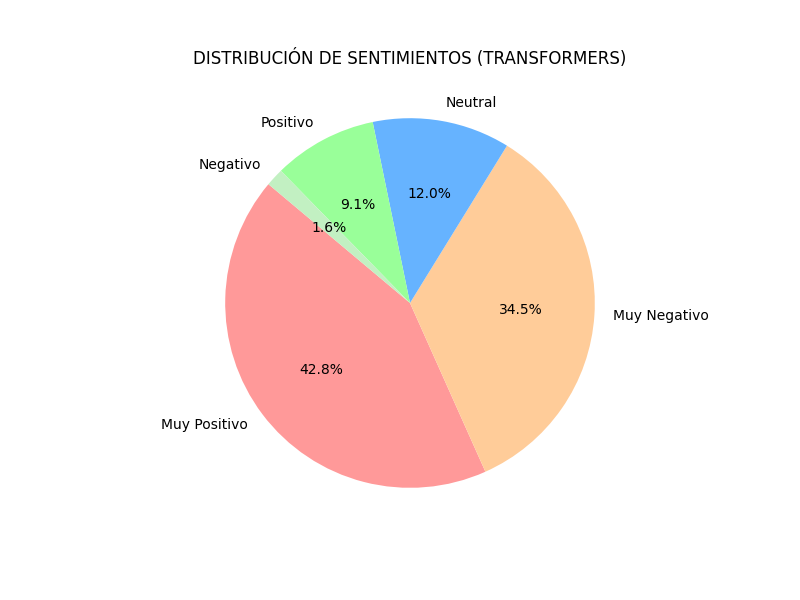 DISTRIBUCIÓN DE SENTIMIENTOS (TRANSFORMERS)
Neutral
Positivo
Negativo
12.0%
9.1%
1.6%
34.5%
Muy Negativo
42.8%
Muy Positivo